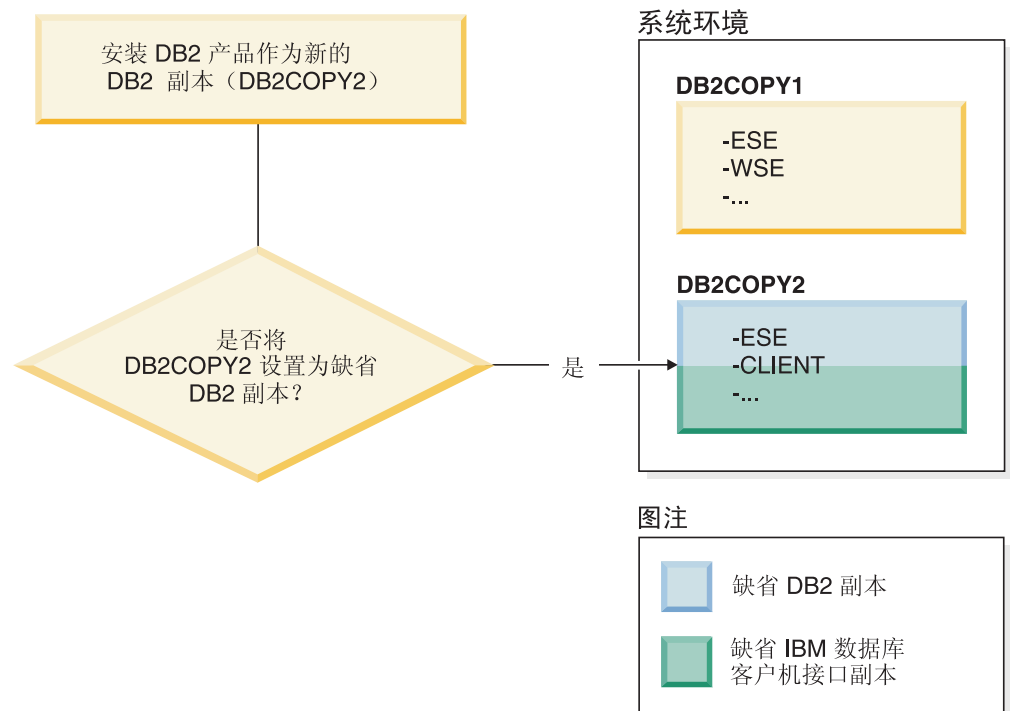 安装 DB2 产品作为新的
DB2 副本（DB2COPY2）
是否将
DB2COPY2 设置为缺省
DB2 副本？
是
系统环境
DB2COPY1
-ESE
-WSE
-...
DB2COPY2
-ESE
-CLIENT
-...
图注
缺省 DB2 副本
缺省 IBM 数据库
客户机接口副本